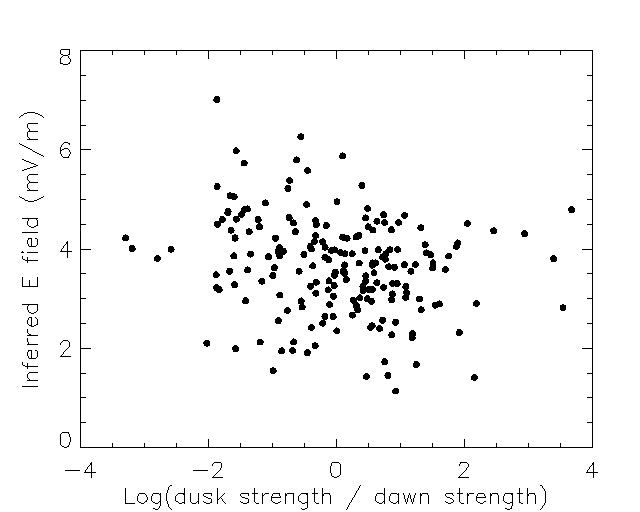 8
6
4
2
0
Inferred E field (mV/m)
−4 −2 0 2 4
Log(dusk strength / dawn strength)